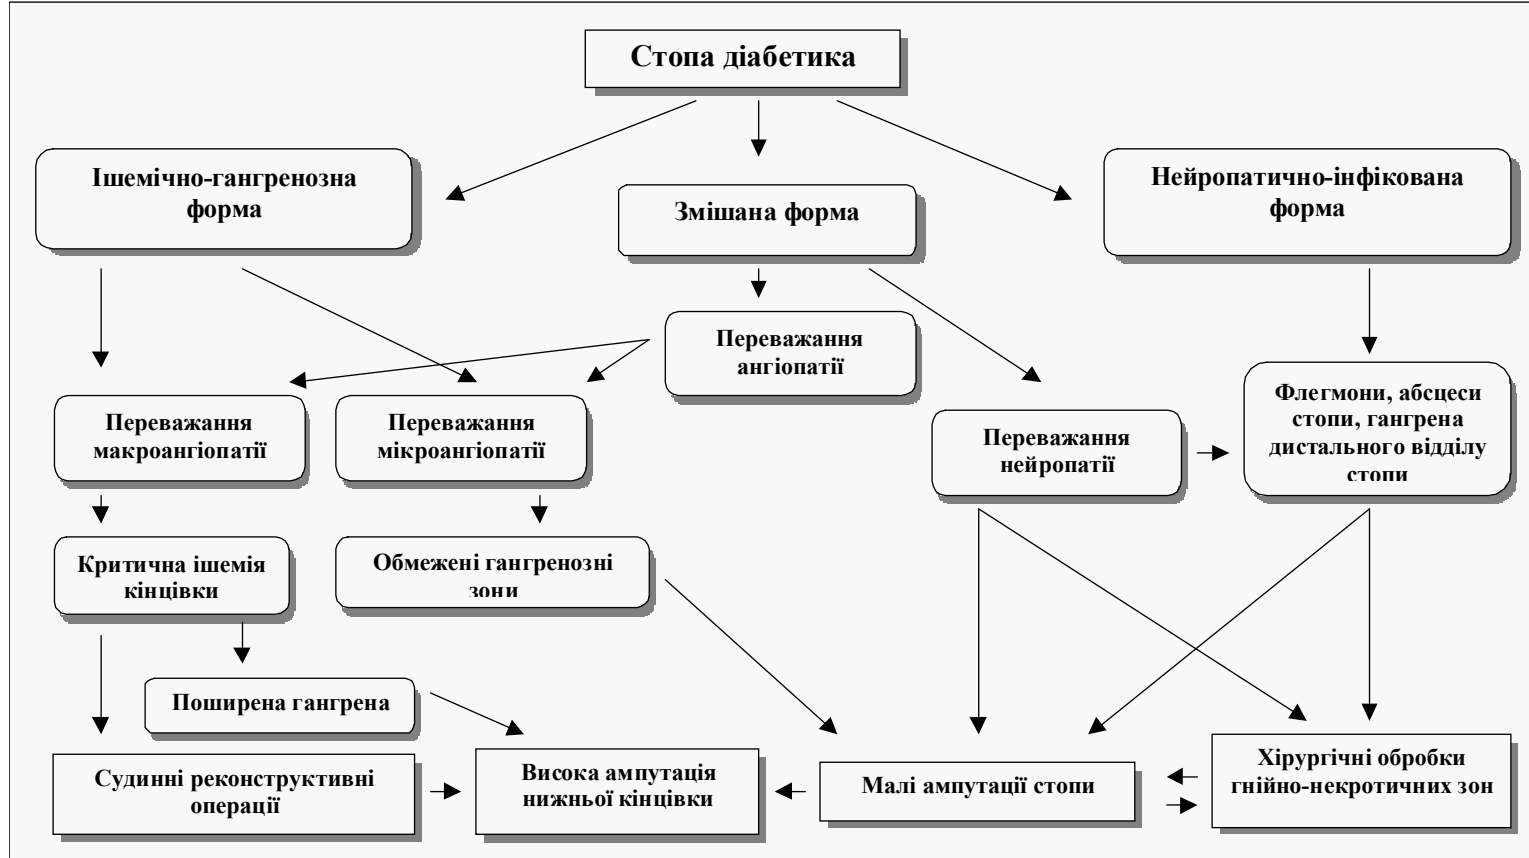 Стопа діабетика
Ішемічно-гангренозна
форма
Змішана форма
Нейропатично-інфікована
форма
Переважання
ангіопатії
Переважання
макроангіопатії
Переважання
мікроангіопатії
Переважання
нейропатії
Флегмони, абсцеси
стопи, гангрена
дистального відділу
стопи
Критична ішемія
кінцівки
Обмежені гангренозні
зони
Поширена гангрена
Судинні реконструктивні
операції
Висока ампутація
нижньої кінцівки
Малі ампутації стопи
Хірургічні обробки
гнійно-некротичних зон